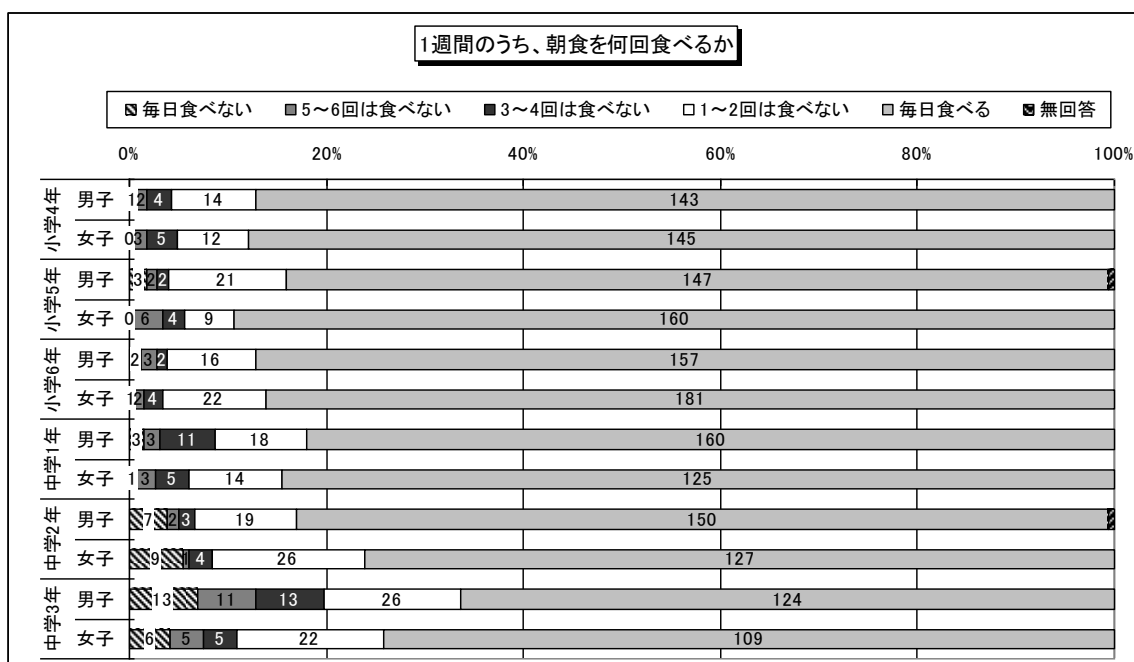 1週間のうち、朝食を何回食べるか
毎日食べない 5～6回は食べない 3～4回は食べない 1～2回は食べない 毎日食べる 無回答
0% 20% 40% 60% 80% 100%
小学4年
男子 1 2 4 14 143
女子 0 3 5 12 145
小学5年
男子 3 2 2 21 147
女子 0 6 4 9 160
小学6年
男子 2 3 2 16 157
女子 1 2 4 22 181
中学1年
男子 3 3 11 18 160
女子 1 3 5 14 125
中学2年
男子 7 2 3 19 150
女子 9 1 4 26 127
中学3年
男子 13 11 13 26 124
女子 6 5 5 22 109